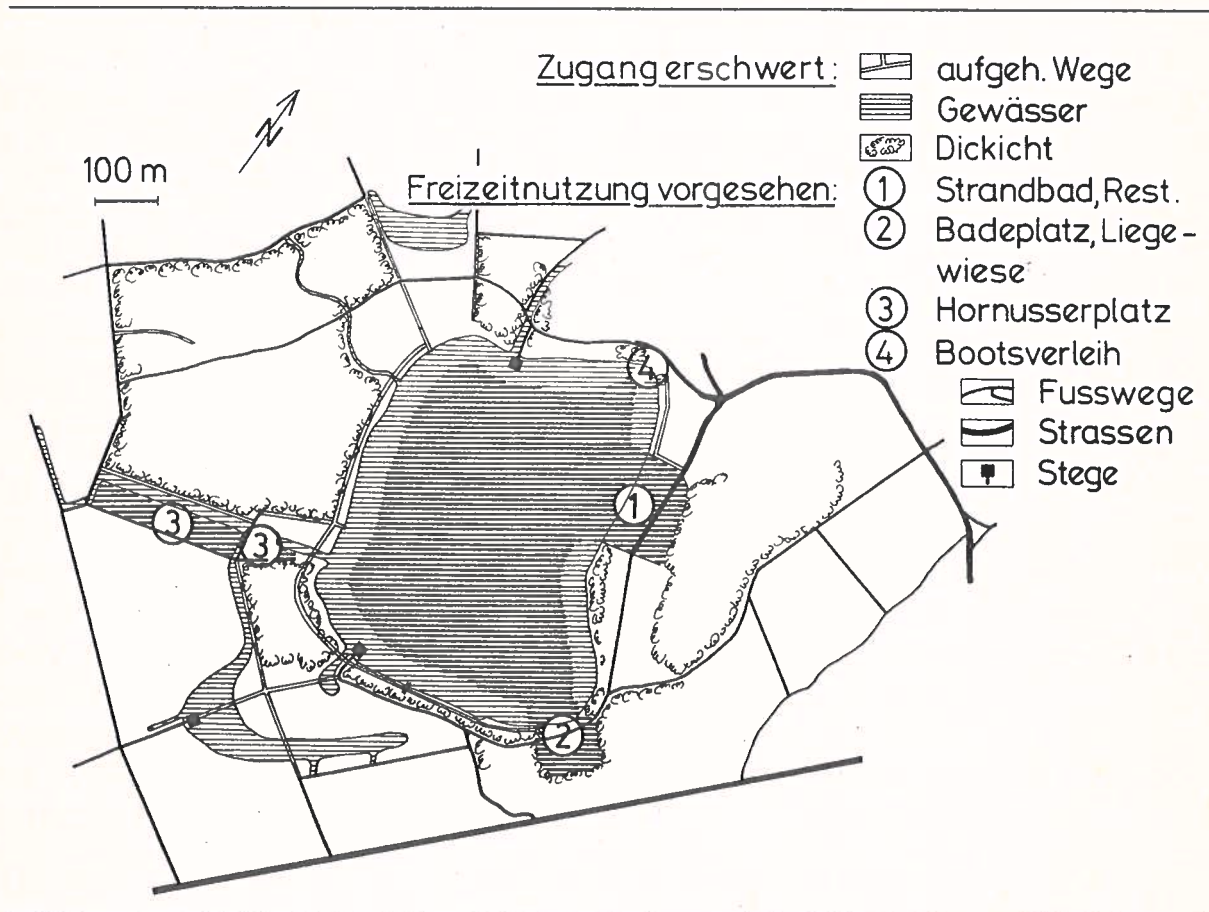 Zugang erschwert:
aufgeh. Wege
Gewässer
Dickicht
N
100 m
Freizeitnutzung vorgesehen:
1 Strandbad, Rest.
2 Badeplatz, Liege-
wiese
3 Hornusserplatz
4 Bootsverleih
Fusswege
Strassen
Stege
4
1
3
3
2